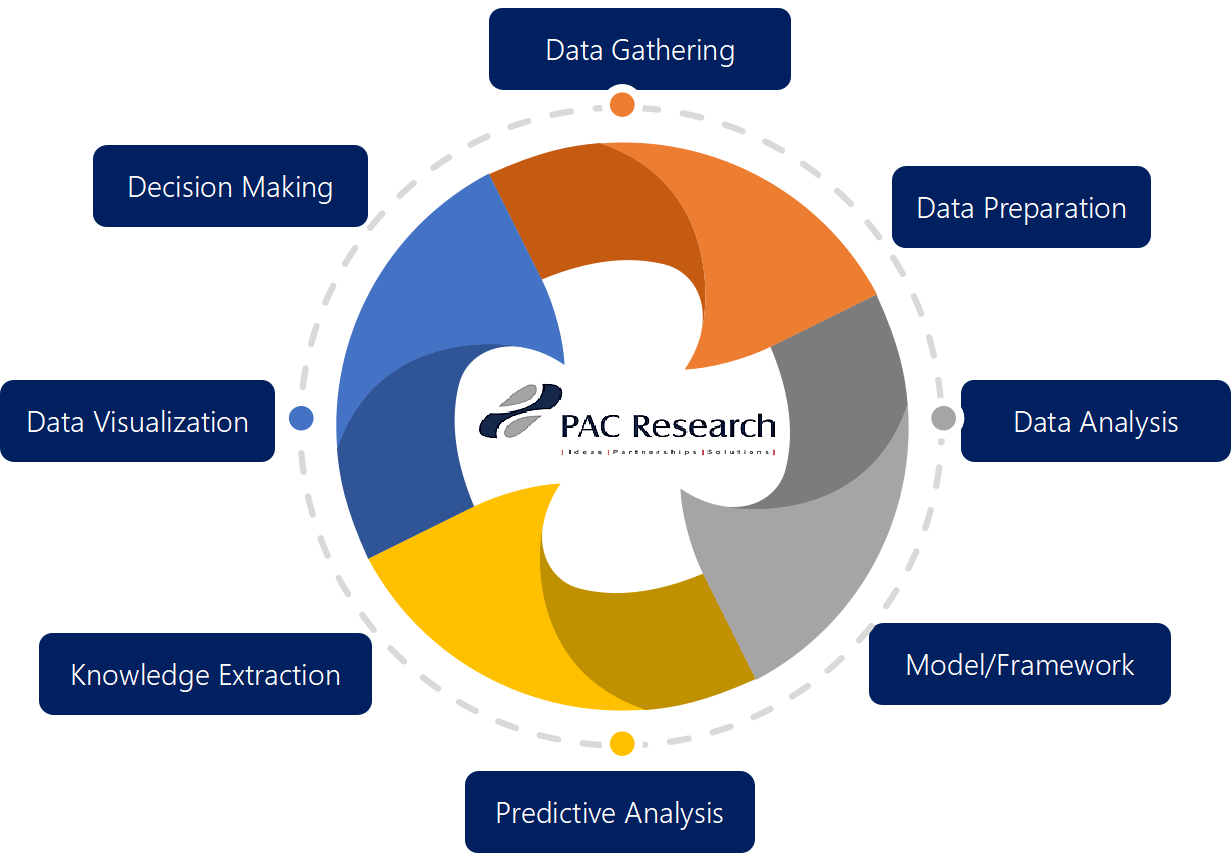 Data Gathering
Decision Making
Data Preparation
PAC Research
|Ideas |Partnerships |Solutions|
Data Visualization
Data Analysis
Knowledge Extraction
Model/Framework
Predictive Analysis